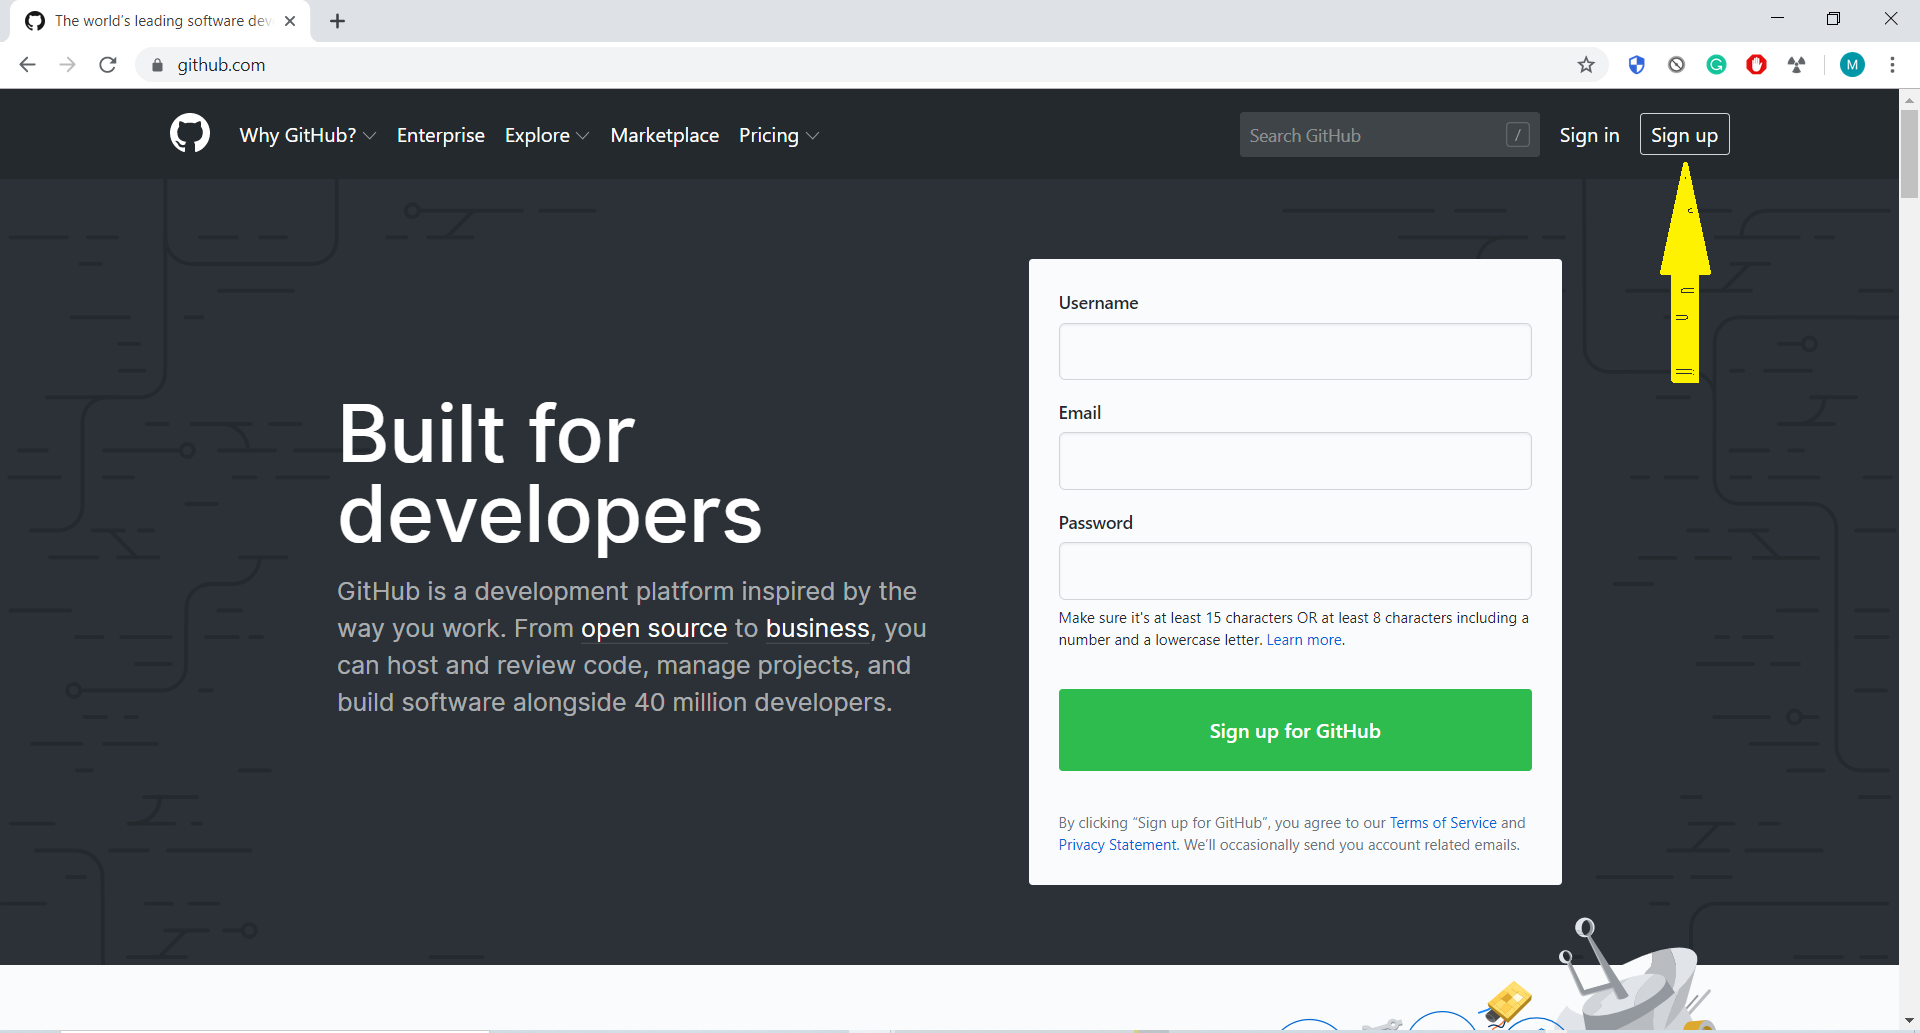 The world's leading software dev
github.com
M
Why GitHub? Enterprise Explore Marketplace Pricing
Search GitHub /
Sign in
Sign up
Built for
developers
GitHub is a development platform inspired by the
way you work. From open source to business, you
can host and review code, manage projects, and
build software alongside 40 million developers.
Username
Email
Password
Make sure it's at least 15 characters OR at least 8 characters including a
number and a lowercase letter. Learn more.
Sign up for GitHub
By clicking “Sign up for GitHub”, you agree to our Terms of Service and
Privacy Statement. We’ll occasionally send you account related emails.